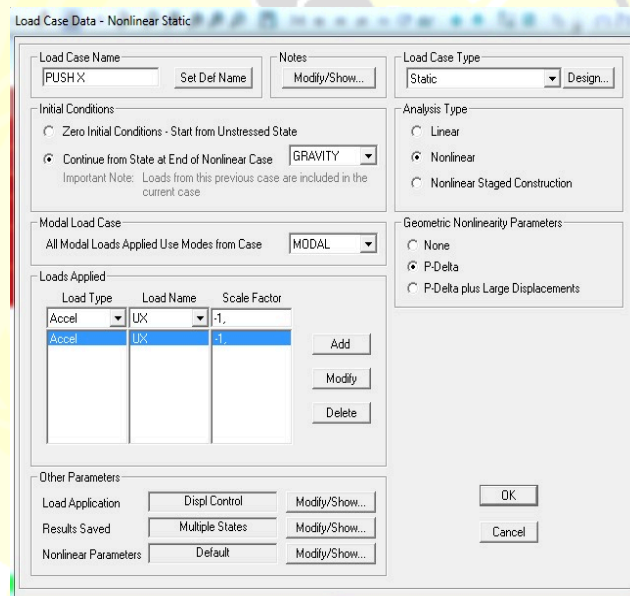 Load Case Data - Nonlinear Static
Load Case Name
PUSH X
Set Def Name
Notes
Modify/Show...
Load Case Type
Static
Design...
Initial Conditions
Zero Initial Conditions - Start from Unstressed State
Continue from State at End of Nonlinear Case
GRAVITY
Important Note: Loads from this previous case are included in the
current case
Analysis Type
Linear
Nonlinear
Nonlinear Staged Construction
Modal Load Case
All Modal Loads Applied Use Modes from Case
MODAL
Geometric Nonlinearity Parameters
None
P-Delta
P-Delta plus Large Displacements
Loads Applied
Load Type Load Name Scale Factor
Accel UX -1,
Accel UX -1,
Add
Modify
Delete
Other Parameters
Load Application Displ Control Modify/Show...
Results Saved Multiple States Modify/Show...
Nonlinear Parameters Default Modify/Show...
OK
Cancel